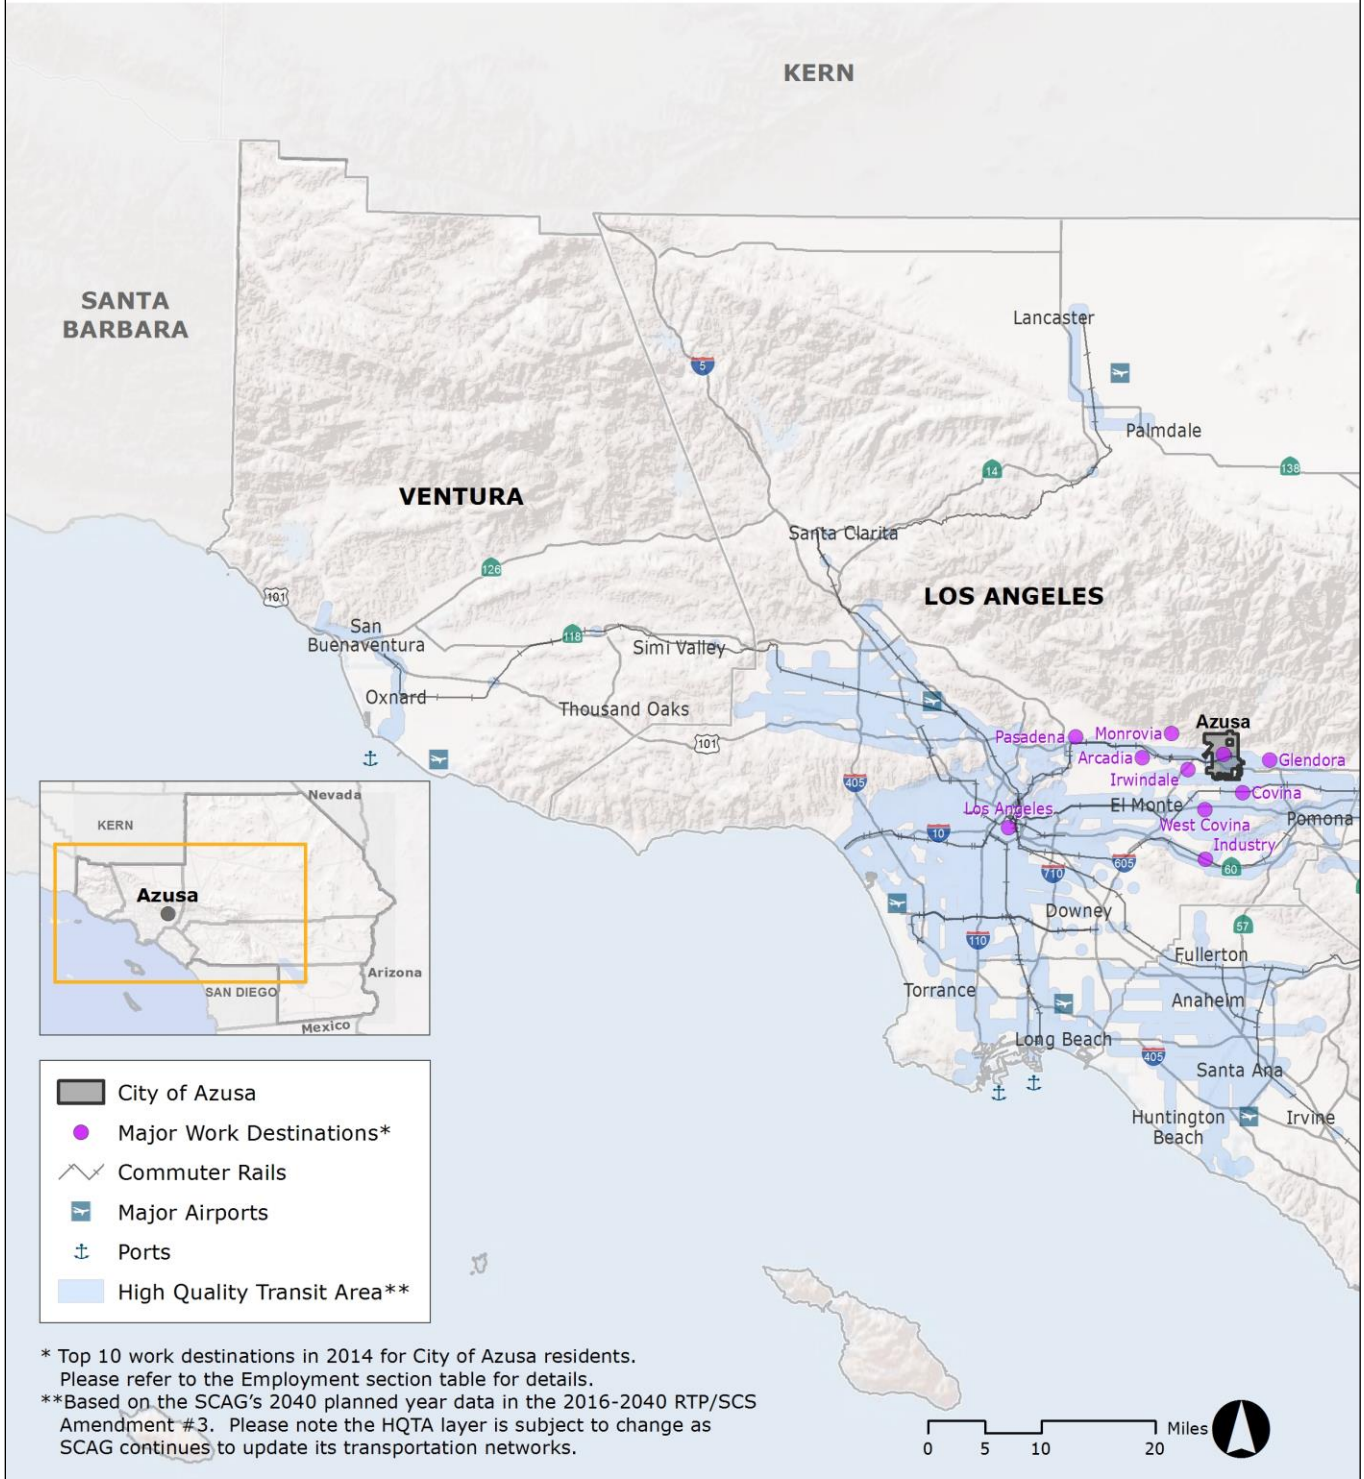 KERN
SANTA
BARBARA
Lancaster
5
Palmdale
14
138
VENTURA
Santa Clarita
126
LOS ANGELES
101
San
Buenaventura
118
Simi Valley
Oxnard
Thousand Oaks
101
Azusa
Pasadena
Monrovia
Arcadia
Glendora
Irwindale
405
Covina
El Monte
Los Angeles
West Covina
Pomona
10
Industry
605
60
710
Downey
57
110
Fullerton
Torrance
Anaheim
Long Beach
405
Santa Ana
Huntington
Beach
Irvine
Nevada
KERN
Azusa
Arizona
SAN DIEGO
Mexico
City of Azusa
Major Work Destinations*
Commuter Rails
Major Airports
Ports
High Quality Transit Area**
* Top 10 work destinations in 2014 for City of Azusa residents.
Please refer to the Employment section table for details.
**Based on the SCAG's 2040 planned year data in the 2016-2040 RTP/SCS
Amendment #3. Please note the HQTA layer is subject to change as
SCAG continues to update its transportation networks.
Miles
0 5 10 20